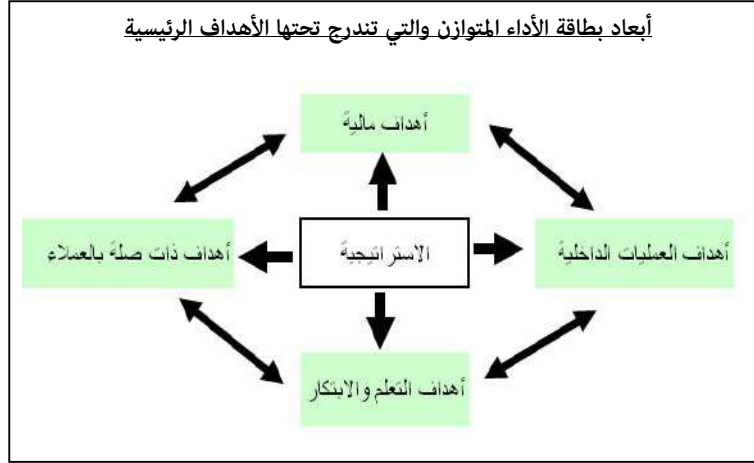 أبعاد بطاقة الأداء المتوازن والتي تندرج تحتها الأهداف الرئيسية
أهداف مالية
أهداف العمليات الداخلية
الاستراتيجية
أهداف ذات صلة بالعملاء
أهداف التعلم والابتكار